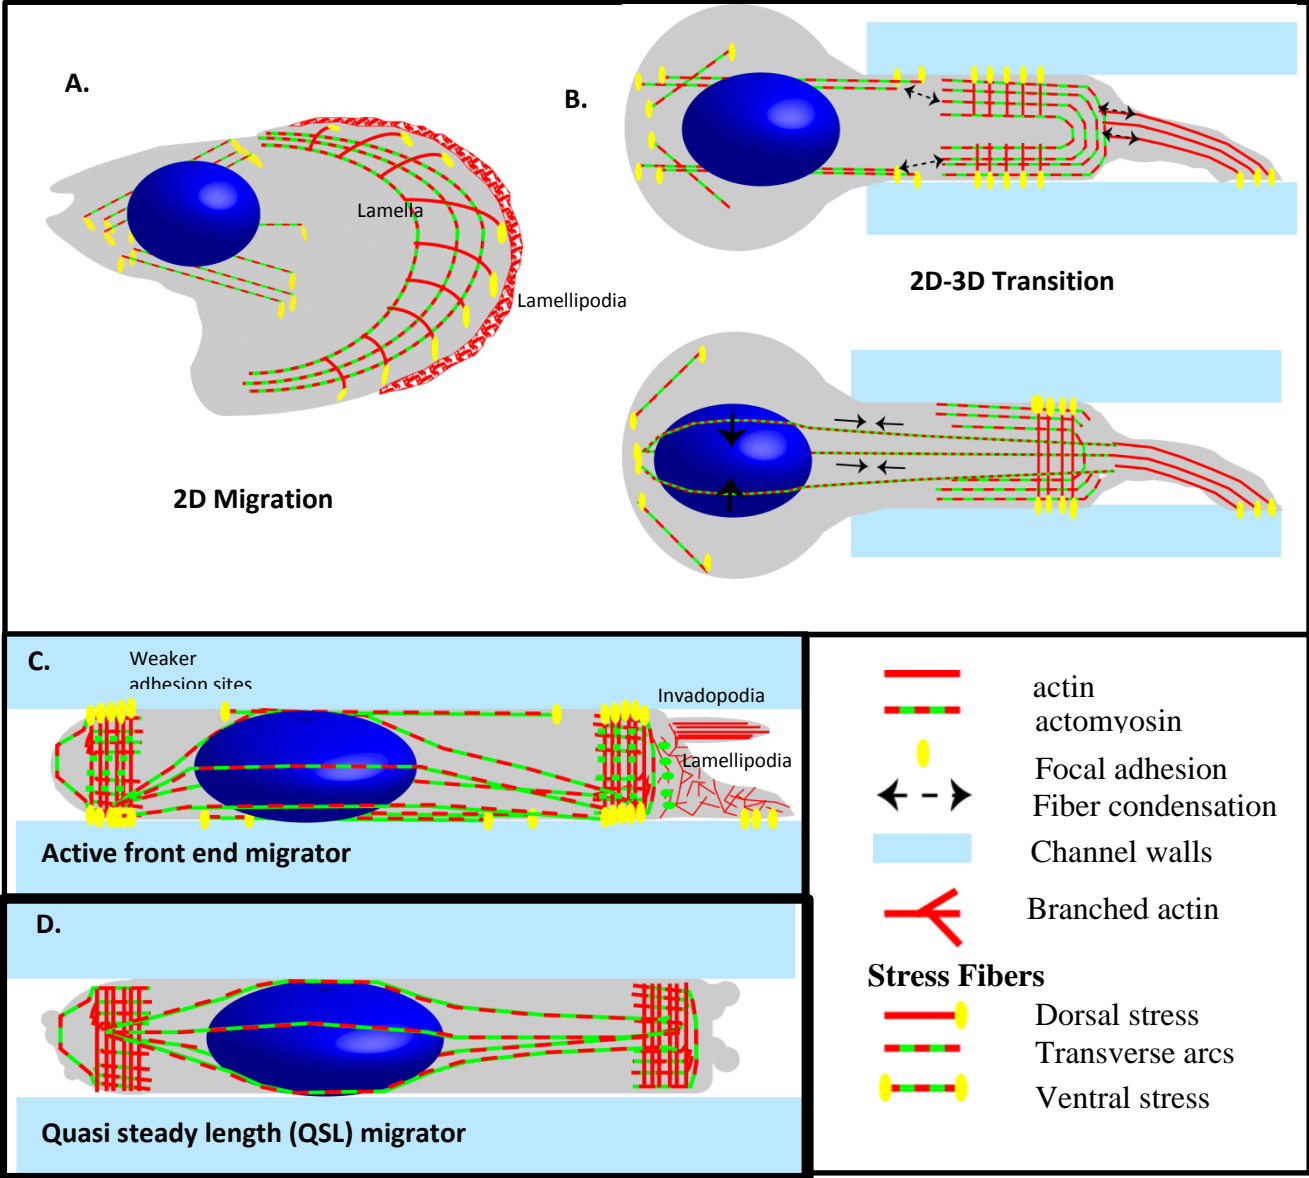 A.
Lamella
Lamellipodia
2D Migration
B.
2D-3D Transition
C.
Weaker
adhesion sites
Invadopodia
Lamellipodia
Active front end migrator
D.
Quasi steady length (QSL) migrator
actin
actomyosin
Focal adhesion
Fiber condensation
Channel walls
Branched actin
Stress Fibers
Dorsal stress
Transverse arcs
Ventral stress